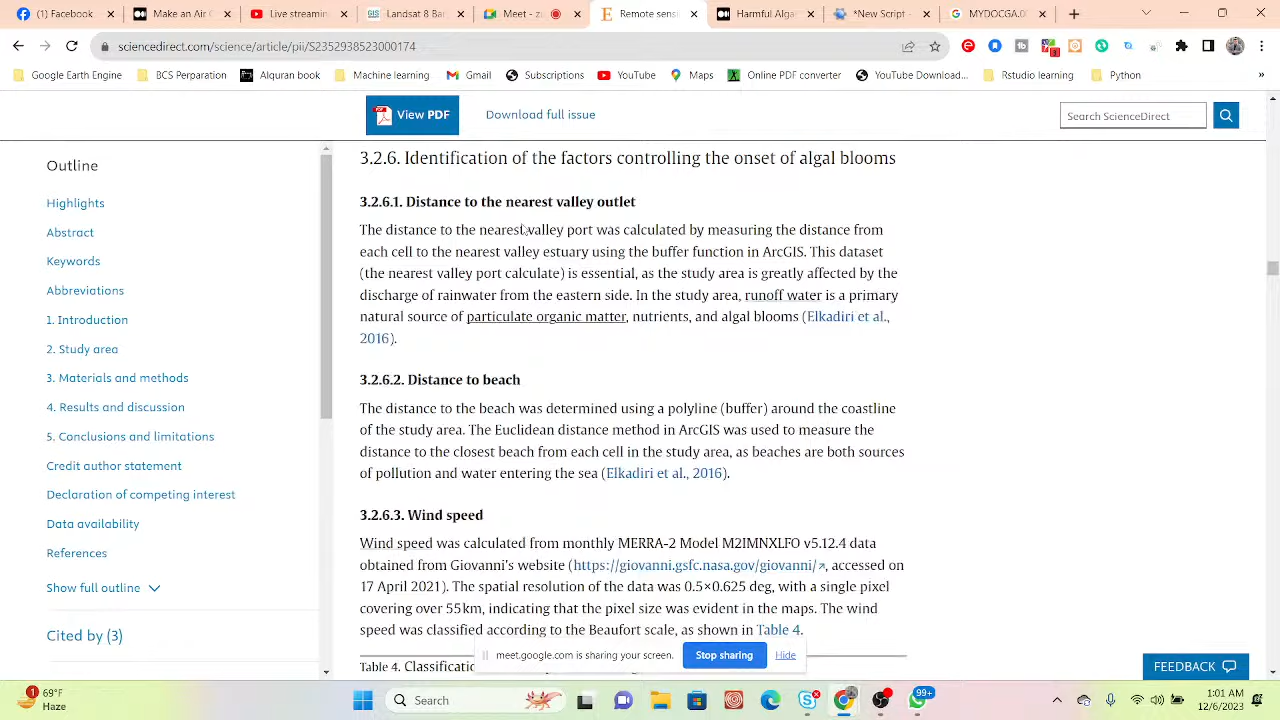 Make an Air C
Live streamin
GIS Landsat 8 Ban
Meet - zu
E Remote sensi
Harmful Algae
*New Script -
MYDOCGA.D
sciencedirect.com/science/article/pii/S2352938523000174
Google Earth Engine
BCS Perparation
Alquran book
Machine learning
Gmail
Subscriptions
YouTube
Maps
Online PDF converter
YouTube Download...
Rstudio learning
Python
»
View PDF
Download full issue
Search ScienceDirect
Outline
Highlights
Abstract
Keywords
Abbreviations
1. Introduction
2. Study area
3. Materials and methods
4. Results and discussion
5. Conclusions and limitations
Credit author statement
Declaration of competing interest
Data availability
References
Show full outline
Cited by (3)
3.2.6. Identification of the factors controlling the onset of algal blooms
3.2.6.1. Distance to the nearest valley outlet
The distance to the nearest valley port was calculated by measuring the distance from
each cell to the nearest valley estuary using the buffer function in ArcGIS. This dataset
(the nearest valley port calculate) is essential, as the study area is greatly affected by the
discharge of rainwater from the eastern side. In the study area, runoff water is a primary
natural source of particulate organic matter, nutrients, and algal blooms (Elkadiri et al.,
2016).
3.2.6.2. Distance to beach
The distance to the beach was determined using a polyline (buffer) around the coastline
of the study area. The Euclidean distance method in ArcGIS was used to measure the
distance to the closest beach from each cell in the study area, as beaches are both sources
of pollution and water entering the sea (Elkadiri et al., 2016).
3.2.6.3. Wind speed
Wind speed was calculated from monthly MERRA-2 Model M2IMNXLFO v5.12.4 data
obtained from Giovanni's website (https://giovanni.gsfc.nasa.gov/giovanni/↗, accessed on
17 April 2021). The spatial resolution of the data was 0.5×0.625 deg, with a single pixel
covering over 55km, indicating that the pixel size was evident in the maps. The wind
speed was classified according to the Beaufort scale, as shown in Table 4.
Table 4. Classificatio
meet.google.com is sharing your screen.
Stop sharing
Hide
FEEDBACK
1
69°F
Haze
Search
99+
1:01 AM
12/6/2023